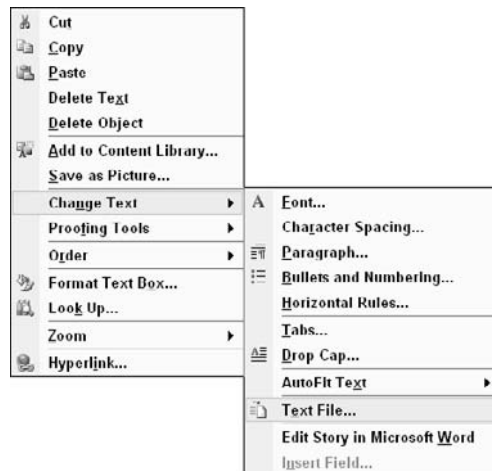 Cut
Copy
Paste
Delete Text
Delete Object
Add to Content Library...
Save as Picture...
Change Text
Proofing Tools
Order
Format Text Box...
Look Up...
Zoom
Hyperlink...
A Font...
Character Spacing...
Paragraph...
Bullets and Numbering...
Horizontal Rules...
Tabs...
Drop Cap...
AutoFit Text
Text File...
Edit Story in Microsoft Word
Insert Field...